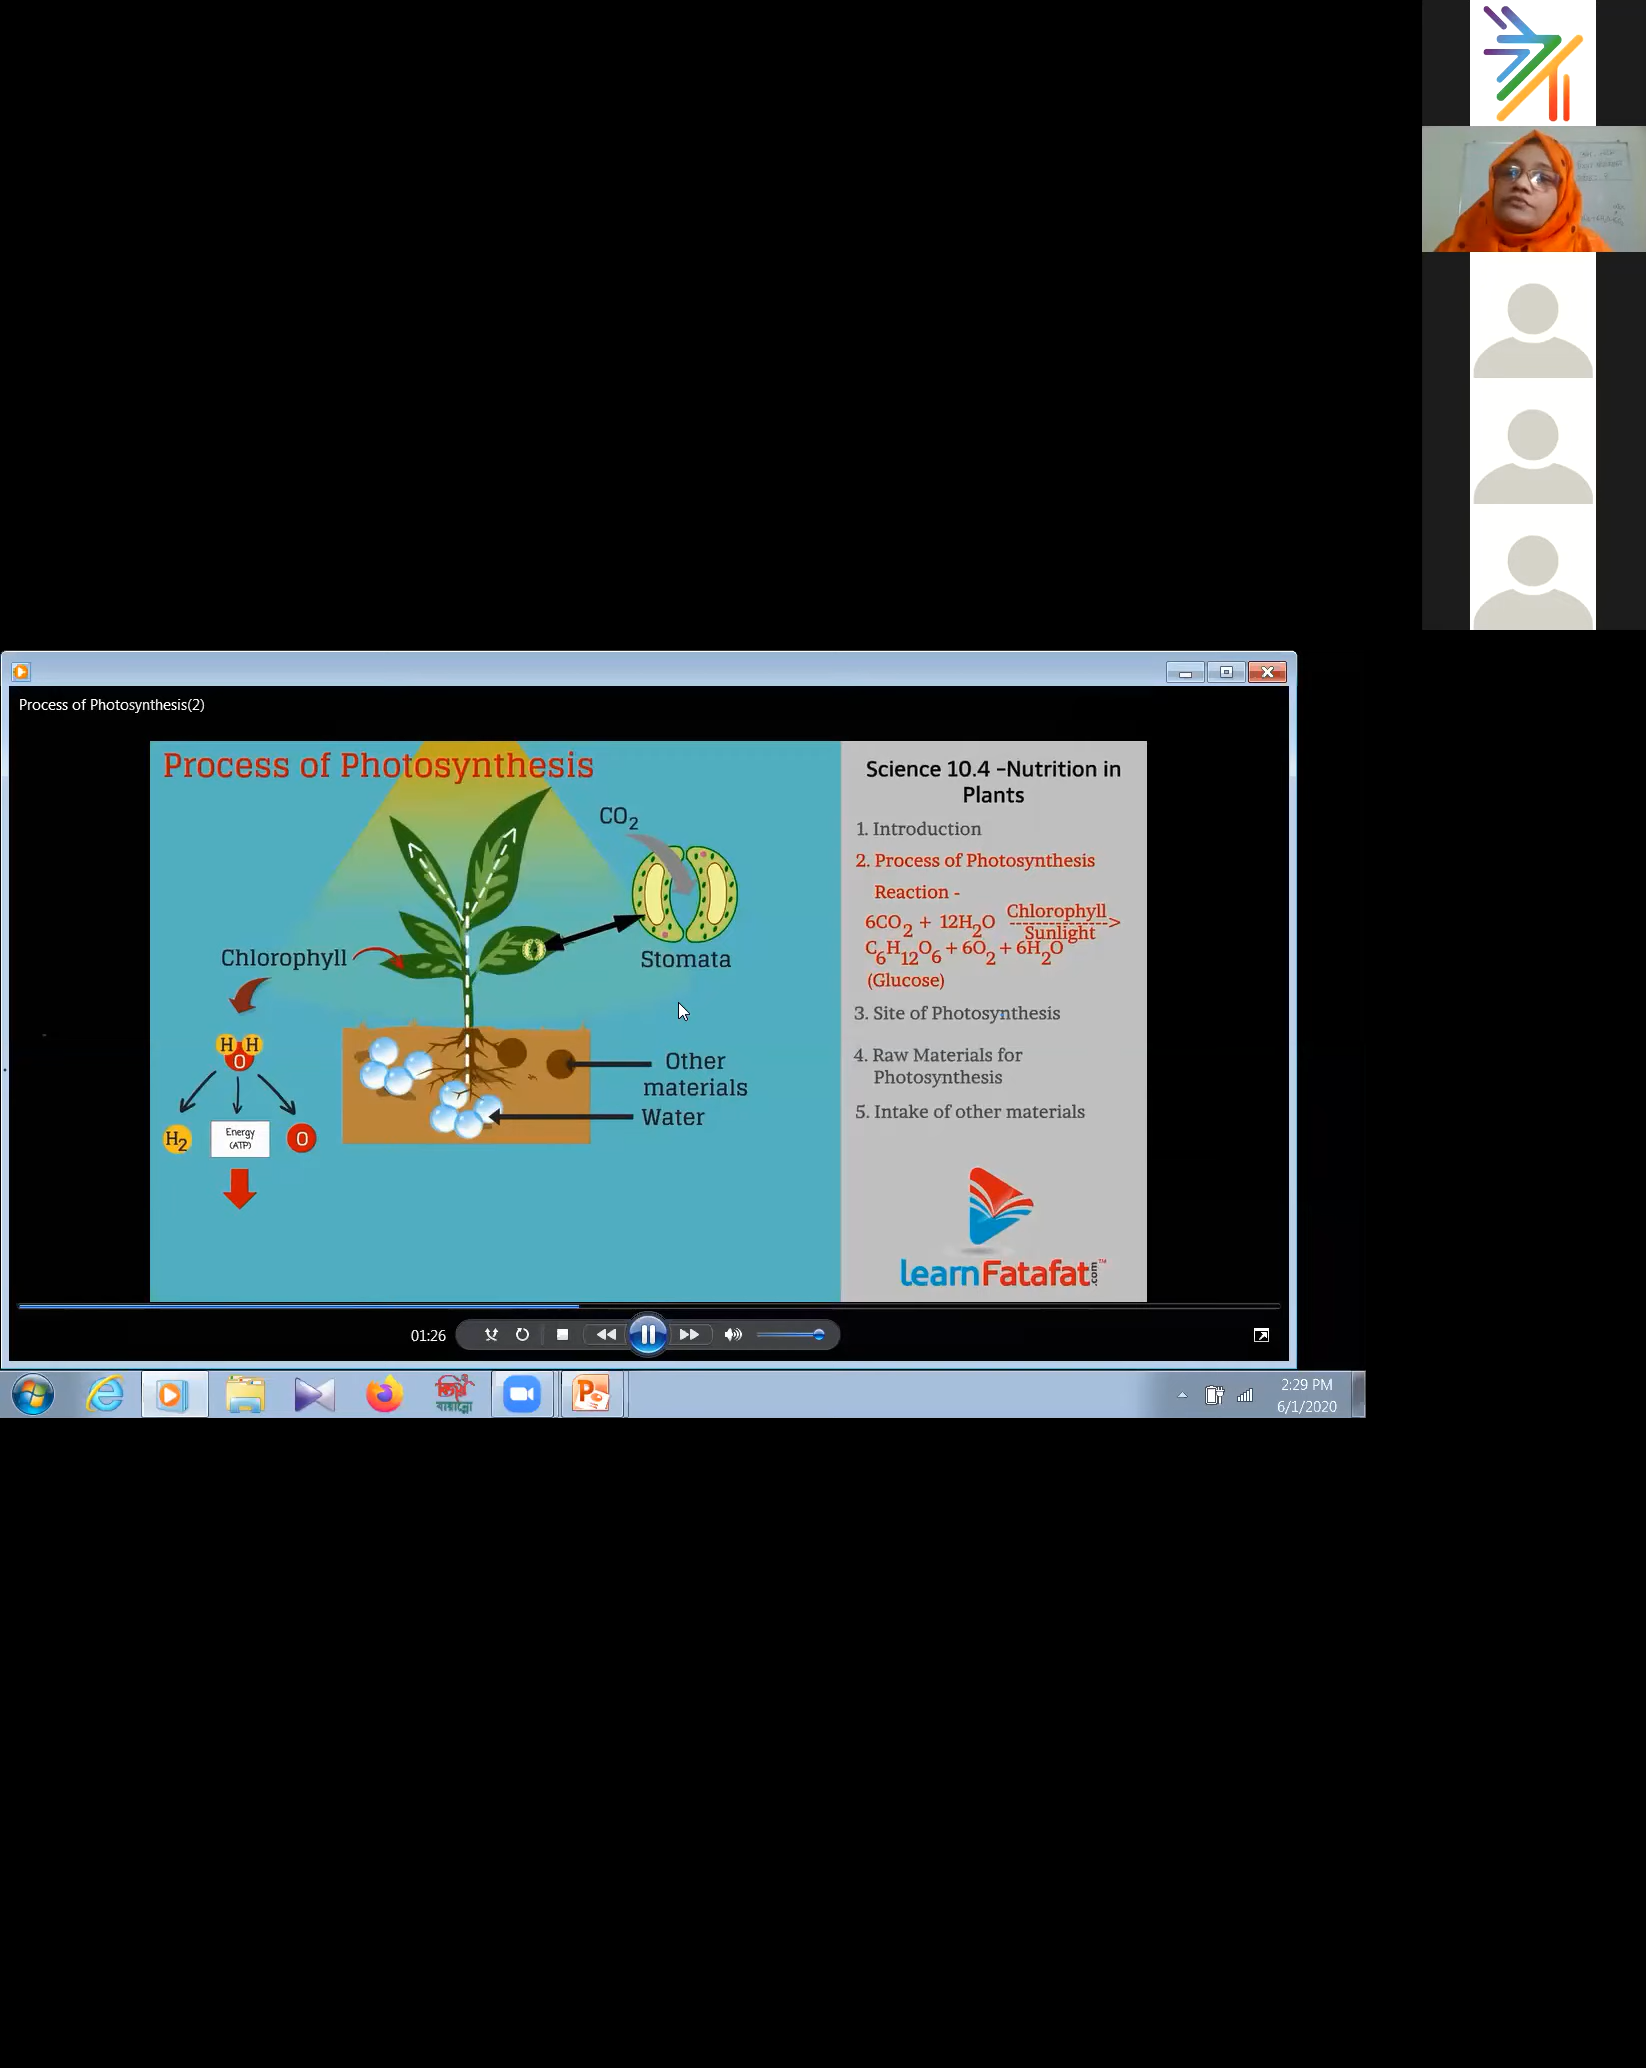 Process of Photosynthesis(2)
Process of Photosynthesis
CO2
Stomata
Chlorophyll
H H
O
H2
Energy
(ATP)
O
Other
materials
Water
Science 10.4 –Nutrition in
Plants
1. Introduction
2. Process of Photosynthesis
Reaction -
6CO2 + 12H2O Chlorophyll
-------------->
Sunlight
C6H12O6 + 6O2 + 6H2O
(Glucose)
3. Site of Photosynthesis
4. Raw Materials for
Photosynthesis
5. Intake of other materials
learnFatafat.com™
01:26
বিজয়
বায়ান্নো
2:29 PM
6/1/2020